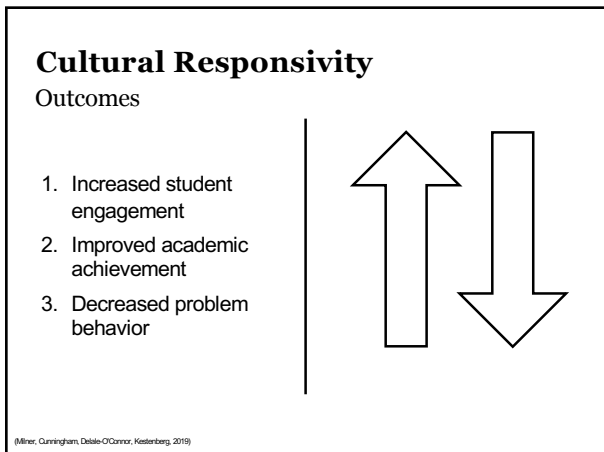 Cultural Responsivity
Outcomes
1. Increased student
engagement
2. Improved academic
achievement
3. Decreased problem
behavior
(Milner, Cunningham, Delale-O'Connor, Kestenberg, 2019)